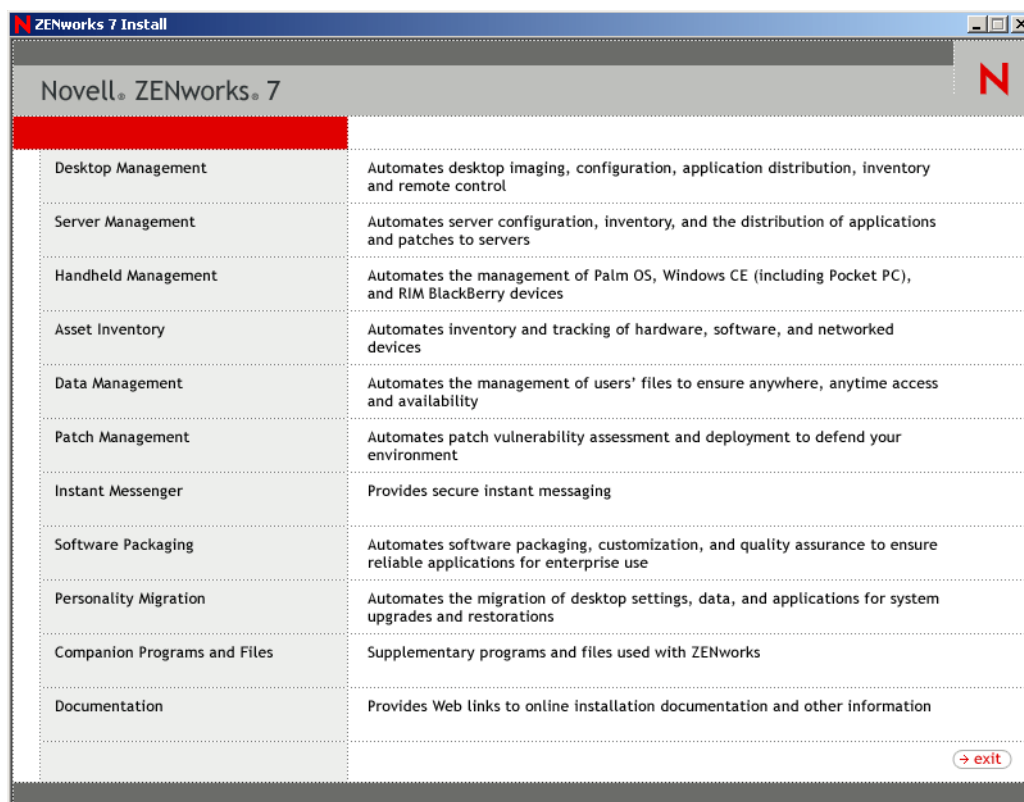 ZENworks 7 Install
Novell® ZENworks® 7
N
Desktop Management
Automates desktop imaging, configuration, application distribution, inventory
and remote control
Server Management
Automates server configuration, inventory, and the distribution of applications
and patches to servers
Handheld Management
Automates the management of Palm OS, Windows CE (including Pocket PC),
and RIM BlackBerry devices
Asset Inventory
Automates inventory and tracking of hardware, software, and networked
devices
Data Management
Automates the management of users’ files to ensure anywhere, anytime access
and availability
Patch Management
Automates patch vulnerability assessment and deployment to defend your
environment
Instant Messenger
Provides secure instant messaging
Software Packaging
Automates software packaging, customization, and quality assurance to ensure
reliable applications for enterprise use
Personality Migration
Automates the migration of desktop settings, data, and applications for system
upgrades and restorations
Companion Programs and Files
Supplementary programs and files used with ZENworks
Documentation
Provides Web links to online installation documentation and other information
→ exit